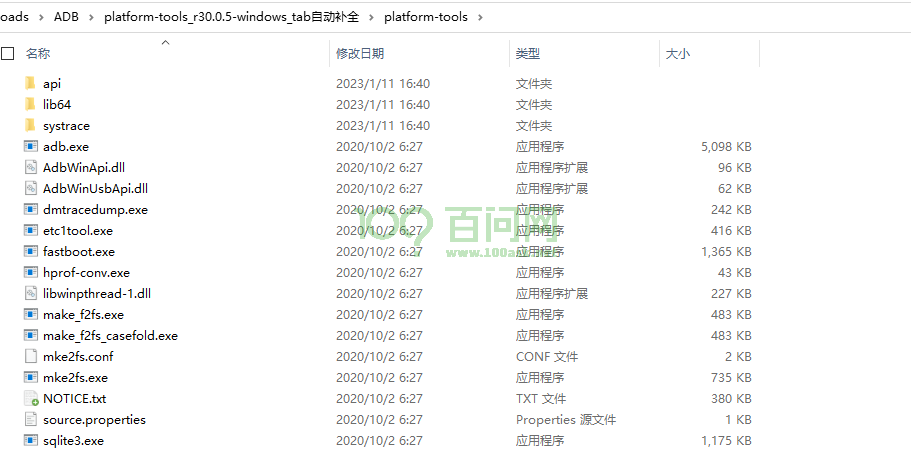 oads > ADB > platform-tools_r30.0.5-windows_tab自动补全 > platform-tools >
名称 修改日期 类型 大小
api 2023/1/11 16:40 文件夹
lib64 2023/1/11 16:40 文件夹
systrace 2023/1/11 16:40 文件夹
adb.exe 2020/10/2 6:27 应用程序 5,098 KB
AdbWinApi.dll 2020/10/2 6:27 应用程序扩展 96 KB
AdbWinUsbApi.dll 2020/10/2 6:27 应用程序扩展 62 KB
dmtracedump.exe 2020/10/2 6:27 应用程序 242 KB
etc1tool.exe 2020/10/2 6:27 应用程序 416 KB
百问网
fastboot.exe 2020/10/2 6:27 应用程序 1,365 KB
hprof-conv.exe 2020/10/2 6:27 应用程序 43 KB
libwinpthread-1.dll 2020/10/2 6:27 应用程序扩展 227 KB
make_f2fs.exe 2020/10/2 6:27 应用程序 483 KB
make_f2fs_casefold.exe 2020/10/2 6:27 应用程序 483 KB
mke2fs.conf 2020/10/2 6:27 CONF 文件 2 KB
mke2fs.exe 2020/10/2 6:27 应用程序 735 KB
NOTICE.txt 2020/10/2 6:27 TXT 文件 380 KB
source.properties 2020/10/2 6:27 Properties 源文件 1 KB
sqlite3.exe 2020/10/2 6:27 应用程序 1,175 KB